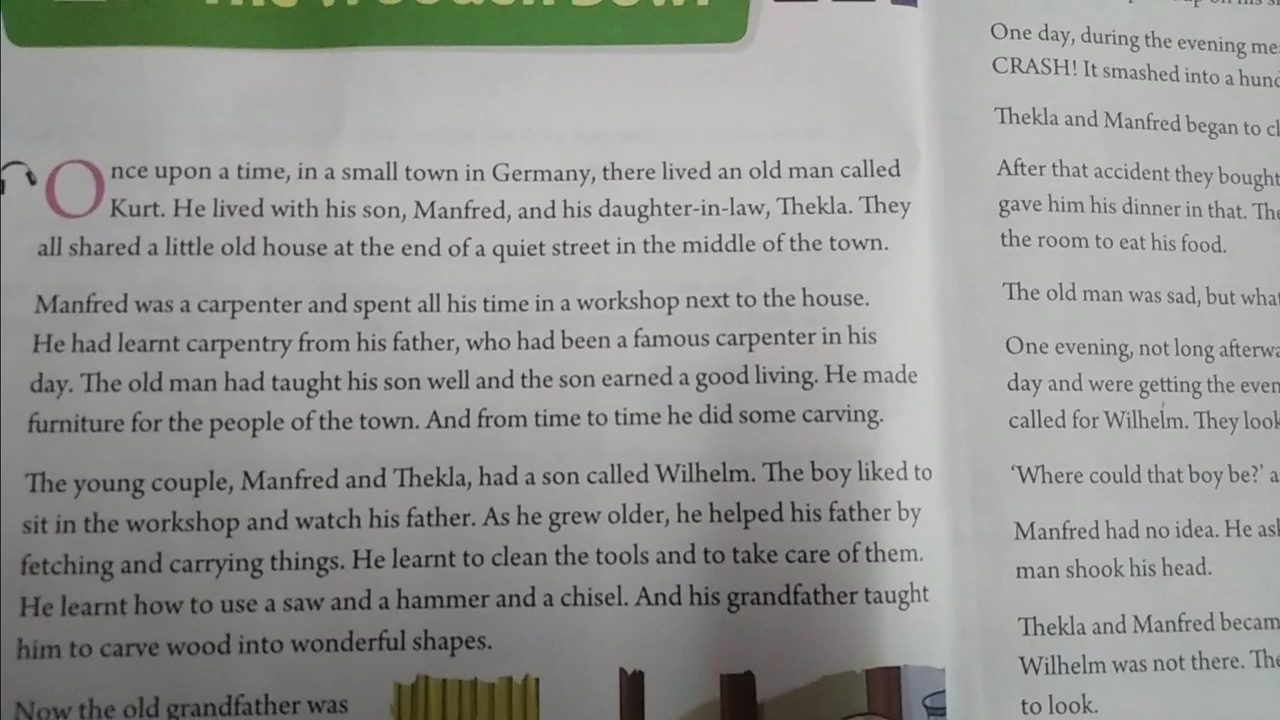 The Wooden Bowl
Once upon a time, in a small town in Germany, there lived an old man called
Kurt. He lived with his son, Manfred, and his daughter-in-law, Thekla. They
all shared a little old house at the end of a quiet street in the middle of the town.
Manfred was a carpenter and spent all his time in a workshop next to the house.
He had learnt carpentry from his father, who had been a famous carpenter in his
day. The old man had taught his son well and the son earned a good living. He made
furniture for the people of the town. And from time to time he did some carving.
The young couple, Manfred and Thekla, had a son called Wilhelm. The boy liked to
sit in the workshop and watch his father. As he grew older, he helped his father by
fetching and carrying things. He learnt to clean the tools and to take care of them.
He learnt how to use a saw and a hammer and a chisel. And his grandfather taught
him to carve wood into wonderful shapes.
Now the old grandfather was
One day, during the evening
CRASH! It smashed into a
Thekla and Manfred began to
After that accident they bought
gave him his dinner in that.
the room to eat his food.
The old man was sad, but
One evening, not long
day and were getting the
called for Wilhelm. They
‘Where could that boy be?’
Manfred had no idea. He
man shook his head.
Thekla and Manfred
Wilhelm was not there.
to look.